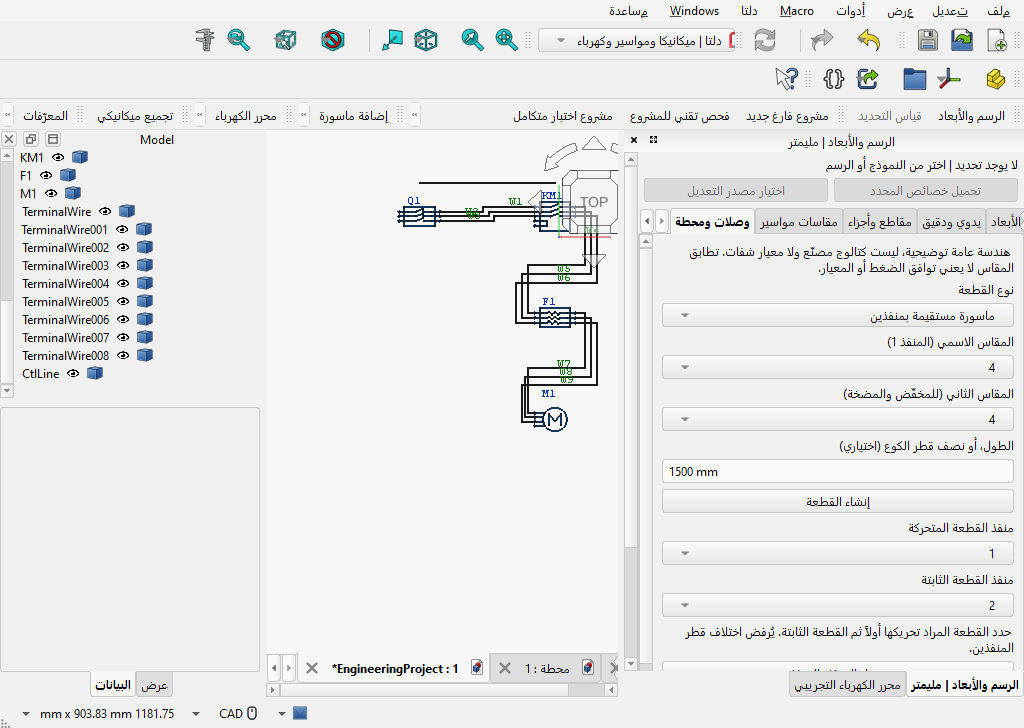 ملف
تعديل
عرض
أدوات
Macro
دلتا
Windows
مساعدة
دلتا | ميكانيكا ومواسير وكهرباء
الرسم والأبعاد
قياس التحديد
مشروع فارغ جديد
فحص تقني للمشروع
مشروع اختبار متكامل
إضافة ماسورة
محرر الكهرباء
تجميع ميكانيكي
المعرّفات
Model
KM1
F1
M1
TerminalWire
TerminalWire001
TerminalWire002
TerminalWire003
TerminalWire004
TerminalWire005
TerminalWire006
TerminalWire007
TerminalWire008
CtlLine
عرض
البيانات
Q1
W1
KM1
TOP
W5
W6
F1
W7
W8
W9
M1
M
الرسم والأبعاد | مليمتر
لا يوجد تحديد | اختر من النموذج أو الرسم
تحميل خصائص المحدد
اختيار مصدر التعديل
الأبعاد
يدوي ودقيق
مقاطع وأجزاء
مقاسات مواسير
وصلات ومحطة
هندسة عامة توضيحية، ليست كتالوج مصنّع ولا معيار شفات. تطابق
المقاس لا يعني توافق الضغط أو المعيار.
نوع القطعة
ماسورة مستقيمة بمنفذين
المقاس الاسمي (المنفذ 1)
4
المقاس الثاني (للمخفّض والمضخة)
4
الطول، أو نصف قطر الكوع (اختياري)
1500 mm
إنشاء القطعة
منفذ القطعة المتحركة
1
منفذ القطعة الثابتة
2
حدد القطعة المراد تحريكها أولاً ثم القطعة الثابتة. يُرفض اختلاف قطر
المنفذين.
الرسم والأبعاد | مليمتر
محرر الكهرباء التجريبي
محطة : 1
EngineeringProject : 1*
CAD
mm x 903.83 mm 1181.75